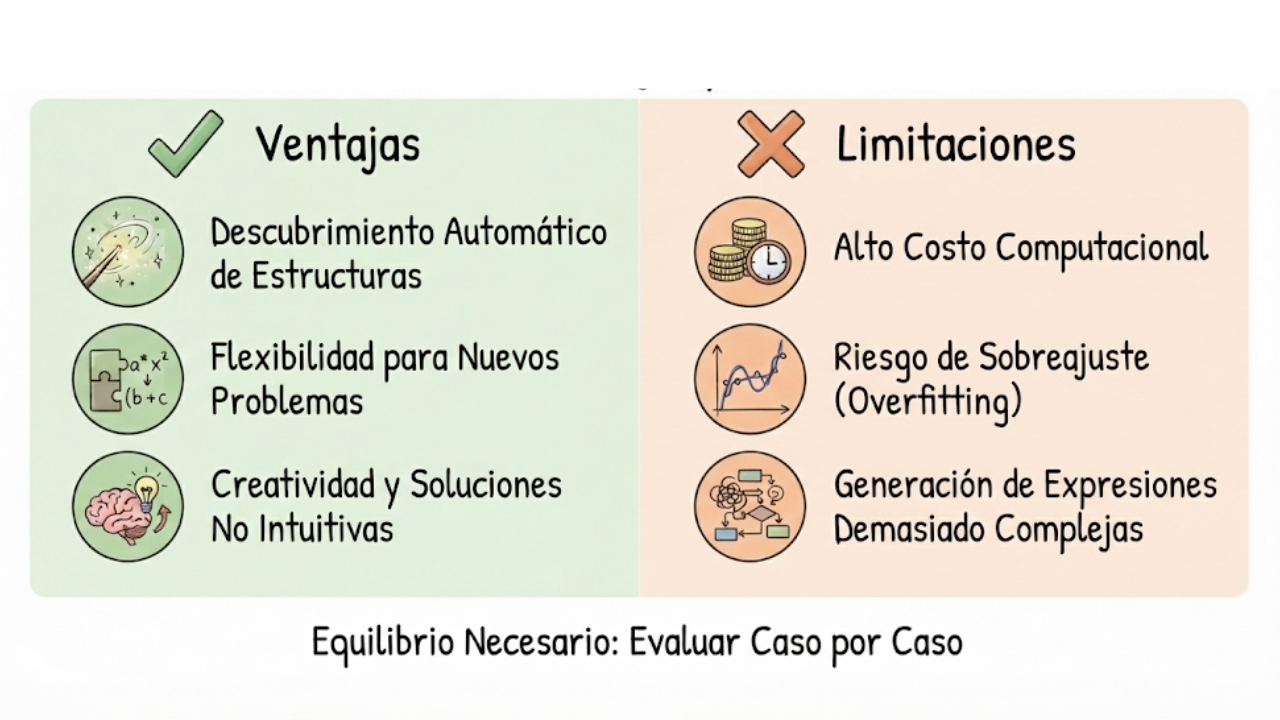 Ventajas
Descubrimiento Automático
de Estructuras
a* x²
(b+c
Flexibilidad para Nuevos
Problemas
Creatividad y Soluciones
No Intuitivas
Limitaciones
Alto Costo Computacional
Riesgo de Sobreajuste
(Overfitting)
Generación de Expresiones
Demasiado Complejas
Equilibrio Necesario: Evaluar Caso por Caso